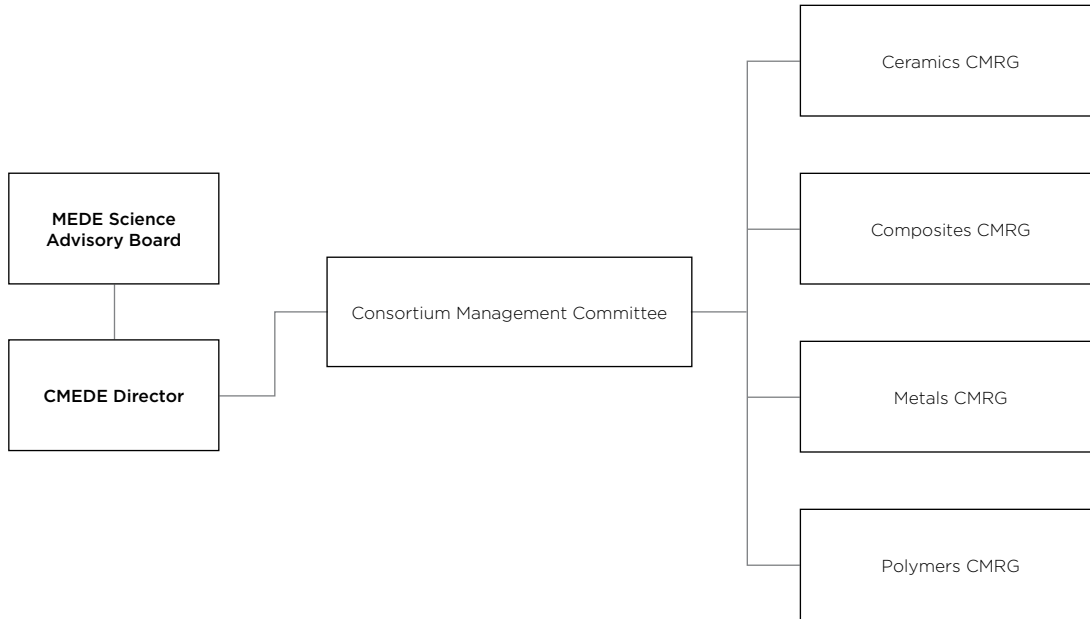 MEDE Science
Advisory Board
CMEDE Director
Consortium Management Committee
Ceramics CMRG
Composites CMRG
Metals CMRG
Polymers CMRG